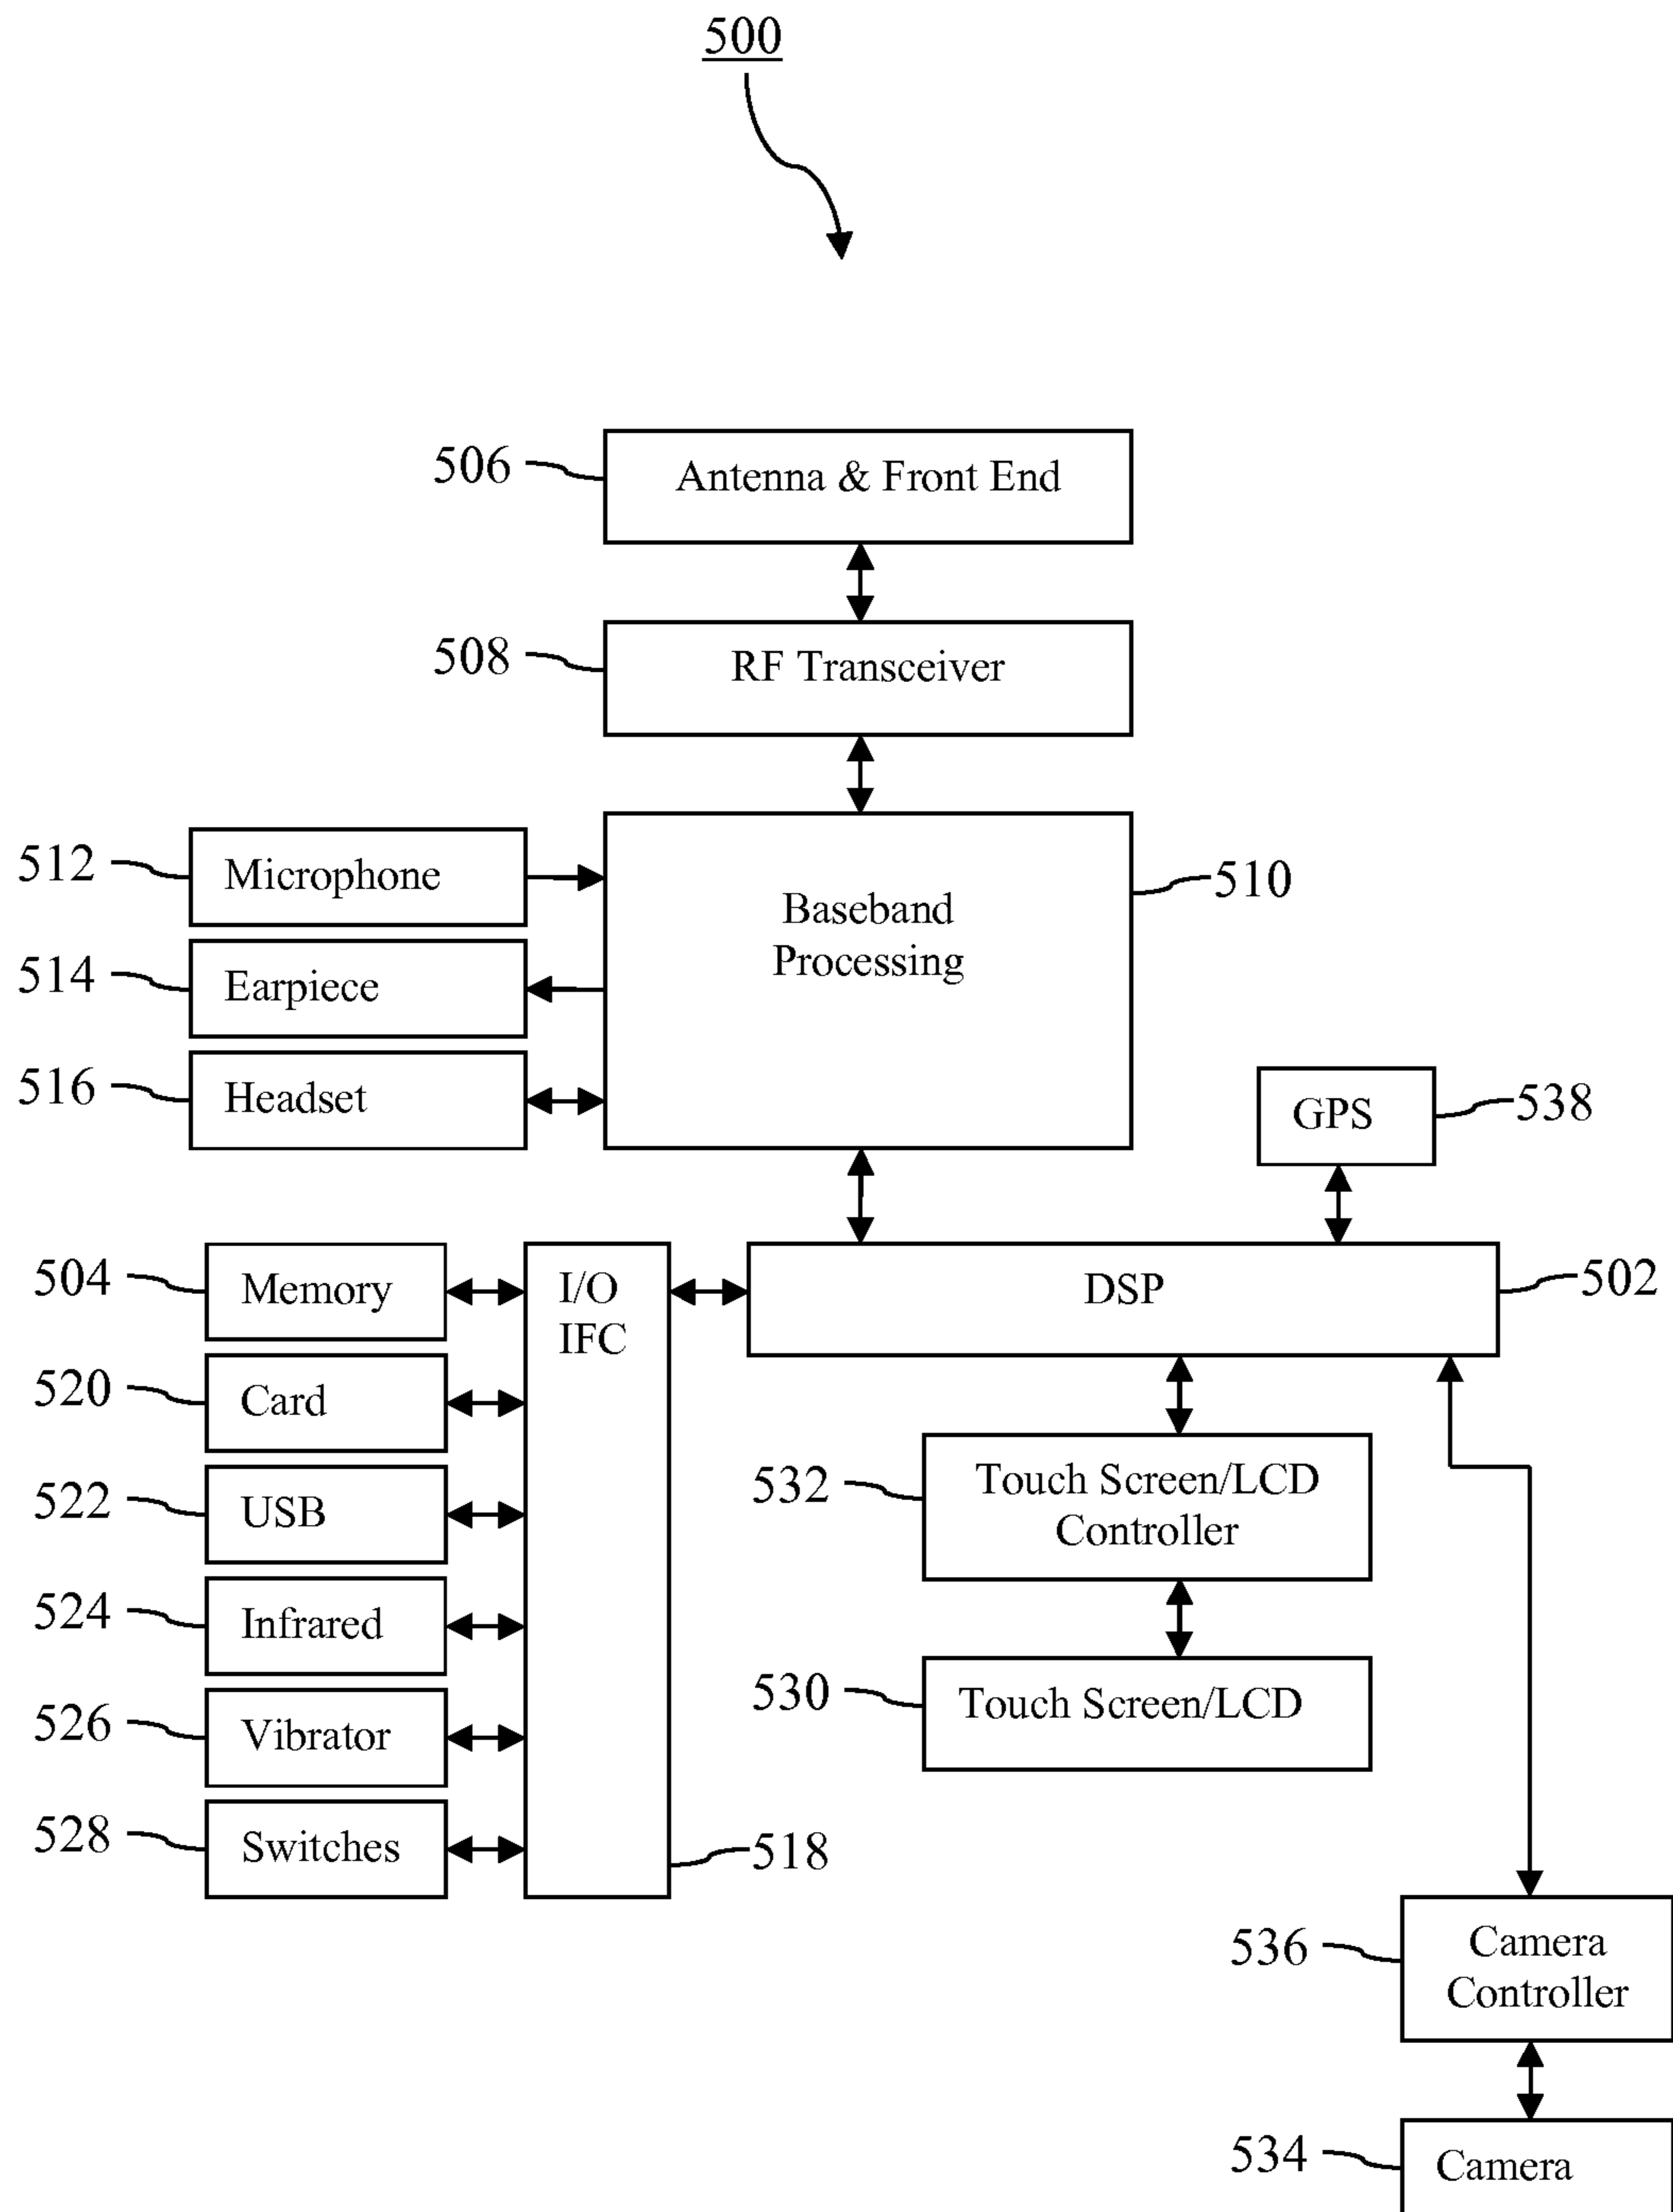 500
506
Antenna & Front End
508
RF Transceiver
512
Microphone
Baseband
Processing
510
514
Earpiece
516
Headset
GPS
538
504
Memory
I/O
IFC
DSP
502
520
Card
522
USB
532
Touch Screen/LCD
Controller
524
Infrared
530
Touch Screen/LCD
526
Vibrator
528
Switches
518
536
Camera
Controller
534
Camera